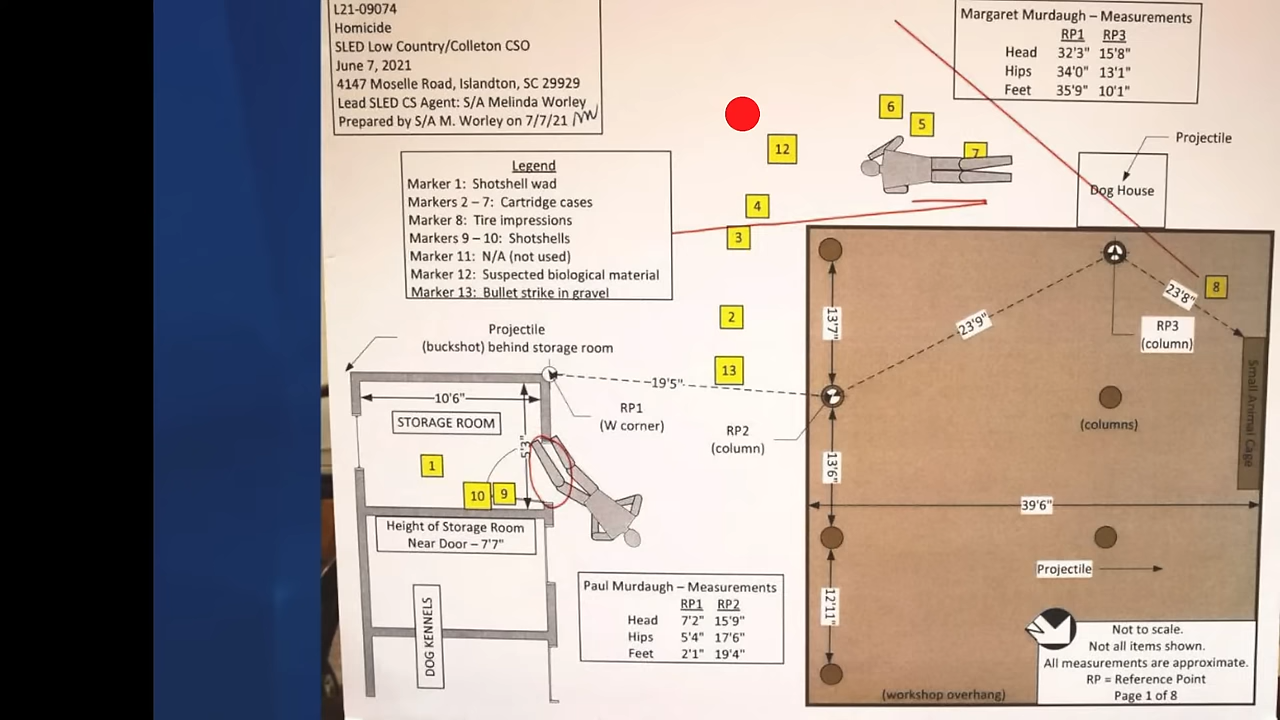 L21-09074
Homicide
SLED Low Country/Colleton CSO
June 7, 2021
4147 Moselle Road, Islandton, SC 29929
Lead SLED CS Agent: S/A Melinda Worley
Prepared by S/A M. Worley on 7/7/21
Margaret Murdaugh – Measurements
RP1 RP3
Head 32'3" 15'8"
Hips 34'0" 13'1"
Feet 35'9" 10'1"
6
5
12
7
Projectile
Dog House
Legend
Marker 1: Shotshell wad
Markers 2 – 7: Cartridge cases
Marker 8: Tire impressions
Markers 9 – 10: Shotshells
Marker 11: N/A (not used)
Marker 12: Suspected biological material
Marker 13: Bullet strike in gravel
4
3
2
13
8
23'8"
23'9"
13'7"
RP3
(column)
Small Animal Cage
Projectile
(buckshot) behind storage room
19'5"
10'6"
RP1
(W corner)
RP2
(column)
(columns)
STORAGE ROOM
5'3"
1
10
9
13'6"
39'6"
Height of Storage Room
Near Door – 7'7"
Projectile
DOG KENNELS
Paul Murdaugh – Measurements
RP1 RP2
Head 7'2" 15'9"
Hips 5'4" 17'6"
Feet 2'1" 19'4"
12'11"
(workshop overhang)
Not to scale.
Not all items shown.
All measurements are approximate.
RP = Reference Point
Page 1 of 8